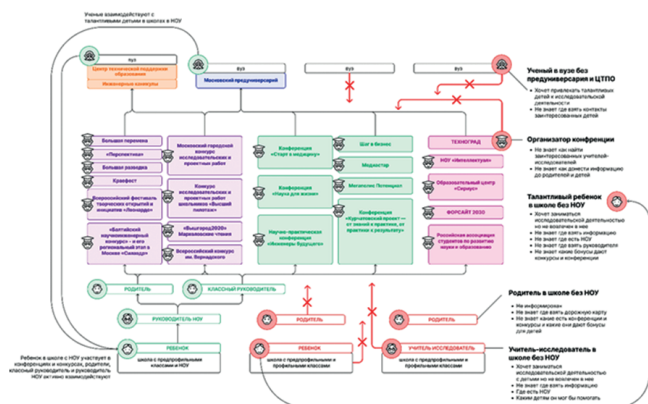 Ученые взаимодействуют с
талантливыми детьми в школах в НОУ
ВУЗ
Центр технической поддержки
образования
Инженерные каникулы
ВУЗ
Московский предуниверсарий
ВУЗ
ВУЗ
Ученый в вузе без
предуниверсария и ЦТПО
Хочет привлекать талантливых
детей к исследовательской
деятельности
Не знает где взять контакты
заинтересованных детей
Организатор конференции
Не знает как найти
заинтересованных учителей-
исследователей
Не знает как донести информацию
до родителей и детей
Талантливый ребенок
в школе без НОУ
Хочет заниматься
исследовательской деятельностью
но не вовлечен в нее
Не знает где взять информацию
Не знает где есть НОУ
Не знает где взять руководителя
Не знает какие бонусы дают
конкурсы и конференции
Родитель в школе без НОУ
Не информирован
Не знает где взять дорожную карту
Не знает какие есть конференции и
конкурсы и какие они дают бонусы
для детей
Учитель-исследователь в
школе без НОУ
Хочет заниматься
исследовательской деятельностью
с детьми но не вовлечен в нее
Не знает где взять информацию
Где есть НОУ
Каким детям он мог бы помогать
Большая перемена
«Перспектива»
Большая разведка
Крафест
Всероссийский фестиваль
творческих открытий и
инициатив «Леонардо»
«Балтийский
научно-инженерный
конкурс» - и его
региональный этап в
Москве
Московский городской
конкурс
исследовательских и
проектных работ
Конкурс
исследовательских и
проектных работ
школьников «Высший
пилотаж»
Всероссийский конкурс
им. Вернадского
Конференция
«Старт в медицину»
Конференция
«Наука для жизни»
Научно-практическая
конференция
«Инженеры будущего»
Шаг в бизнес
Медиастар
Мегаполис Потенциал
Конференция
«Курчатовский проект —
от знаний к практике, от
практики к результату»
ТЕХНОГРАД
НОУ «Интеллектуал»
Образовательный центр
«Сириус»
ФОРСАЙТ 2030
Российская ассоциация
студентов по развитию
науки и образованию
РОДИТЕЛЬ
КЛАССНЫЙ РУКОВОДИТЕЛЬ
РУКОВОДИТЕЛЬ НОУ
РОДИТЕЛЬ
РОДИТЕЛЬ
Ребенок в школе с НОУ участвует в
конференциях и конкурсах, родители,
классный руководитель и руководитель
НОУ активно взаимодействуют
РЕБЕНОК
школа с предпрофильными
классами и НОУ
РЕБЕНОК
школа с предпрофильными и
профильными классами
УЧИТЕЛЬ ИССЛЕДОВАТЕЛЬ
школа с предпрофильными и
профильными классами